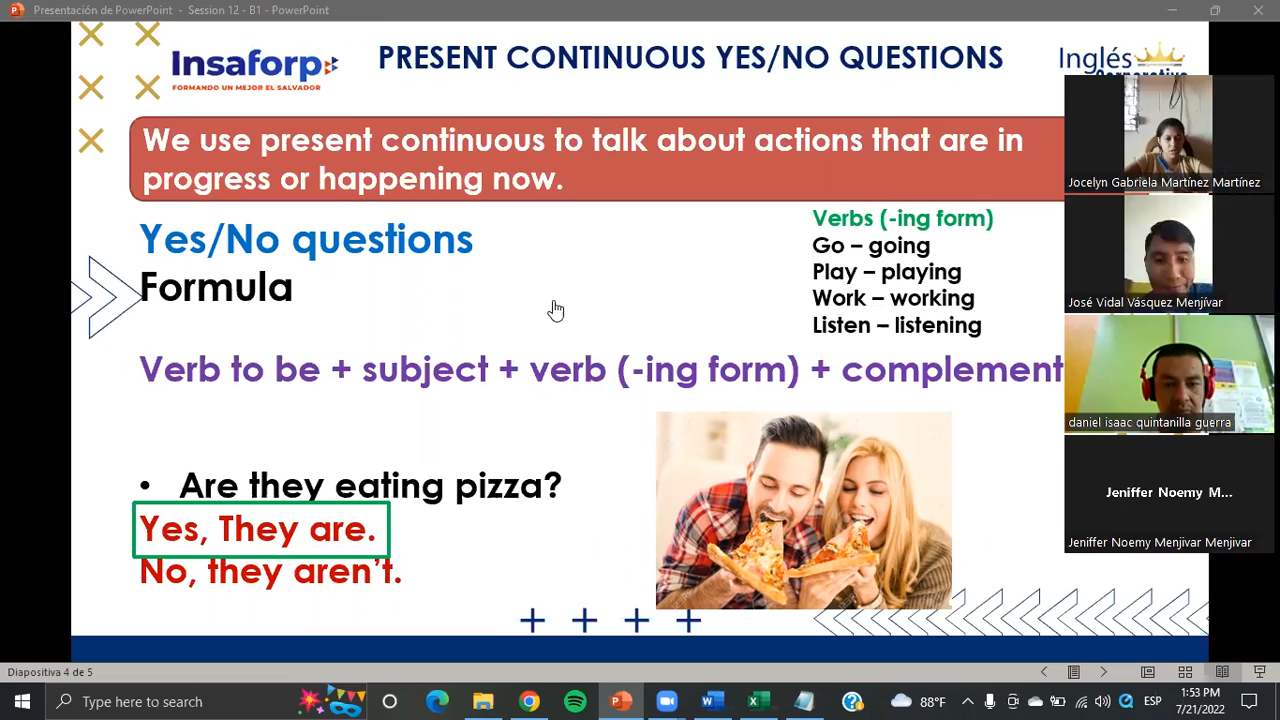 Presentación de PowerPoint - Session 12 - B1 - PowerPoint
Insaforp
FORMANDO UN MEJOR EL SALVADOR
PRESENT CONTINUOUS YES/NO QUESTIONS
Inglés
Corporativo
We use present continuous to talk about actions that are in
progress or happening now.
Yes/No questions
Formula
Verbs (-ing form)
Go – going
Play – playing
Work – working
Listen – listening
Verb to be + subject + verb (-ing form) + complement
• Are they eating pizza?
Yes, They are.
No, they aren't.
Jocelyn Gabriela Martínez Martínez
José Vidal Vásquez Menjívar
daniel isaac quintanilla guerra
Jeniffer Noemy M...
Jeniffer Noemy Menjivar Menjivar
Diapositiva 4 de 5
Type here to search
88°F
ESP
1:53 PM
7/21/2022